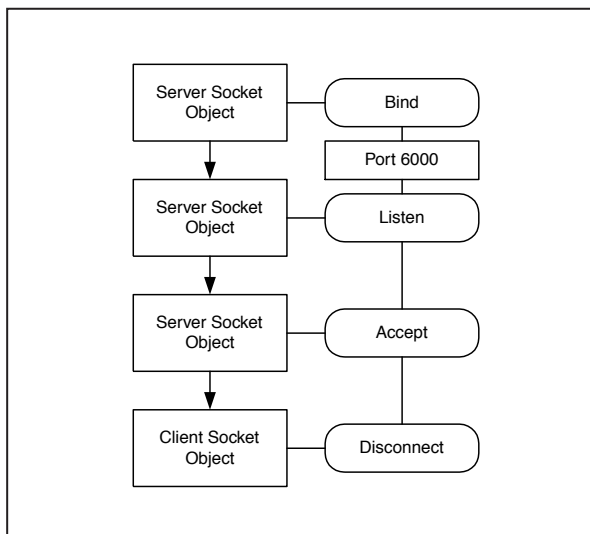 Server Socket
Object
Bind
Port 6000
Server Socket
Object
Listen
Server Socket
Object
Accept
Client Socket
Object
Disconnect